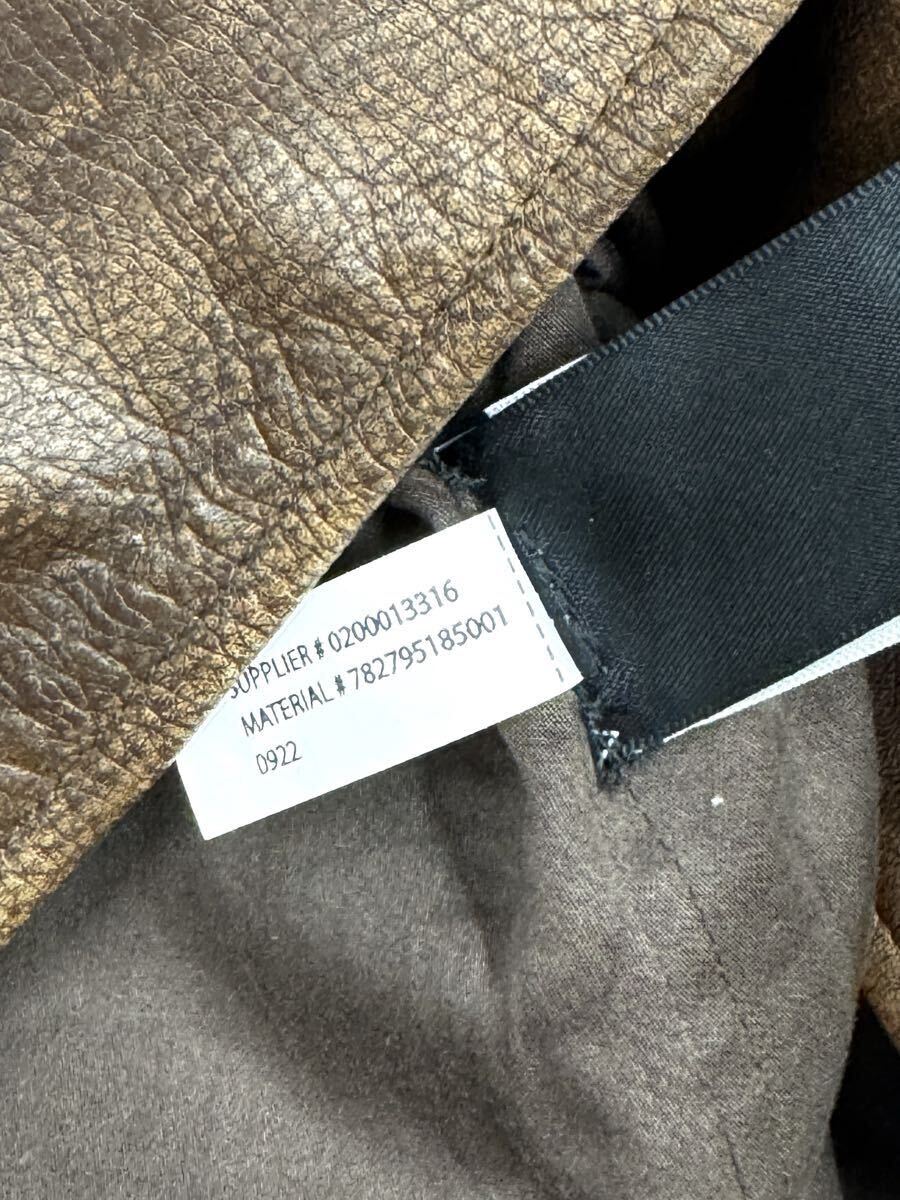 SUPPLIER # 0200013316
MATERIAL # 782795185001
0922